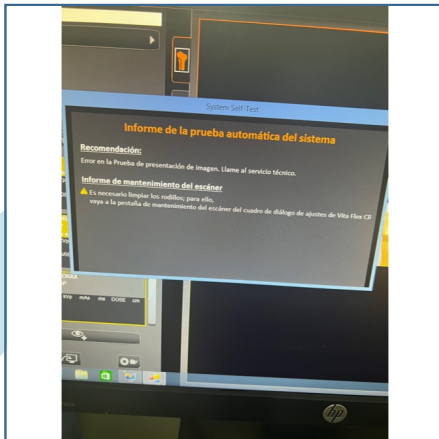 System Self-Test
Informe de la prueba automática del sistema
Recomendación:
Error en la Prueba de presentación de imagen. Llame al servicio técnico.
Informe de mantenimiento del escáner
Es necesario limpiar los rodillos; para ello,
vaya a la pestaña de mantenimiento del escáner del cuadro de diálogo de ajustes de Vita Flex CR
kVp mAs ms DOSE cm
hp